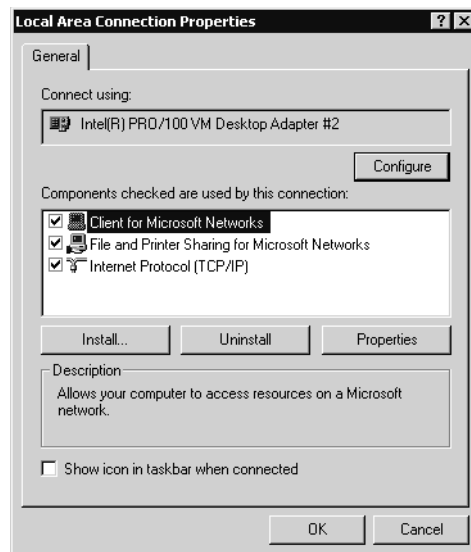 Local Area Connection Properties
General
Connect using:
Intel(R) PRO/100 VM Desktop Adapter #2
Configure
Components checked are used by this connection:
Client for Microsoft Networks
File and Printer Sharing for Microsoft Networks
Internet Protocol (TCP/IP)
Install... Uninstall Properties
Description
Allows your computer to access resources on a Microsoft
network.
Show icon in taskbar when connected
OK Cancel